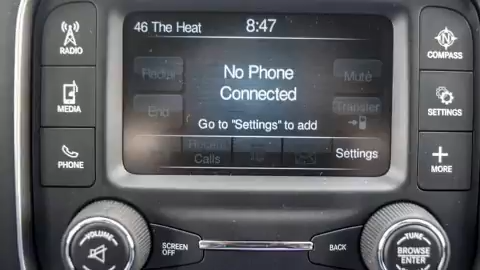 46 The Heat
8:47
RADIO
MEDIA
PHONE
COMPASS
SETTINGS
MORE
Redial
Mute
No Phone
Connected
End
Transfer
Go to "Settings" to add
Recent
Calls
Settings
VOLUME
SCREEN
OFF
BACK
TUNE
BROWSE
ENTER